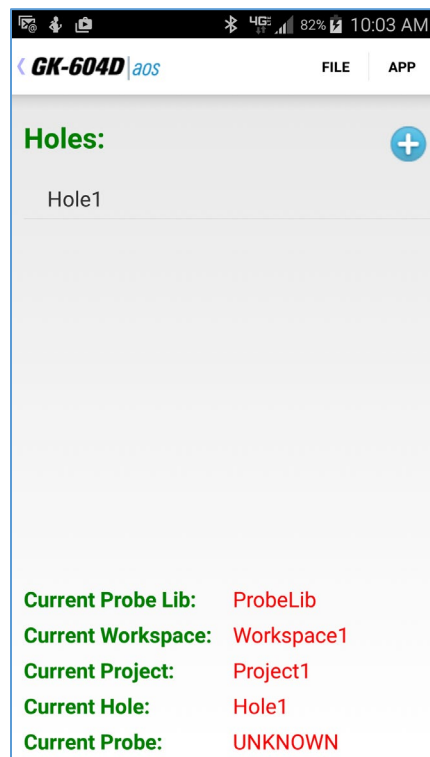 4G 82% 10:03 AM
GK-604D|aos FILE APP
Holes:
Hole1
Current Probe Lib: ProbeLib
Current Workspace: Workspace1
Current Project: Project1
Current Hole: Hole1
Current Probe: UNKNOWN